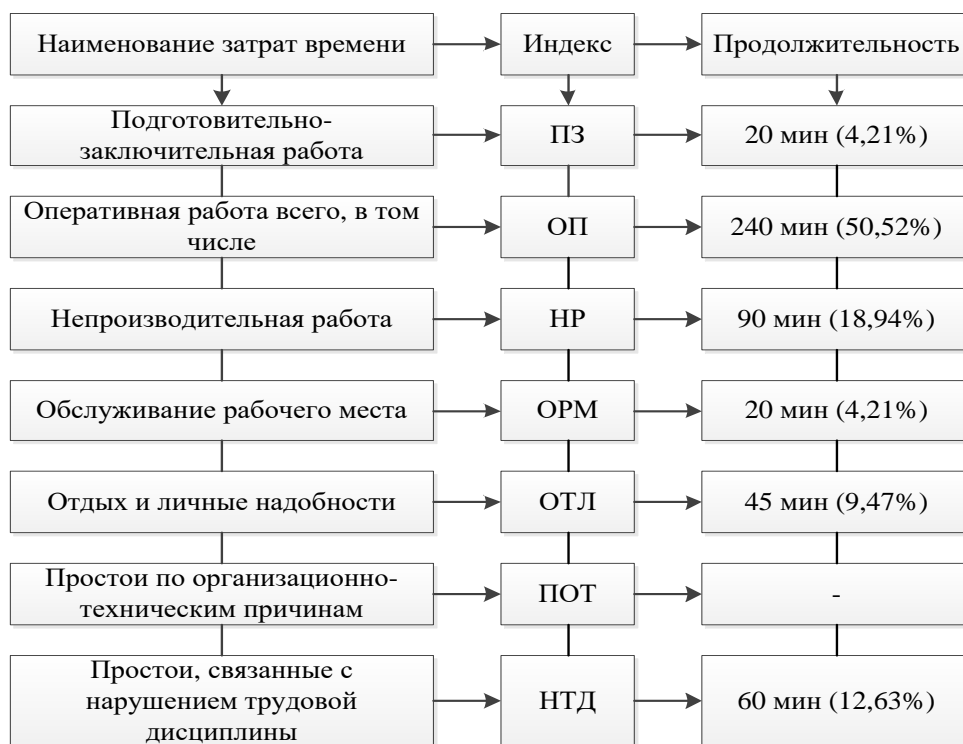 Наименование затрат времени
Индекс
Продолжительность
Подготовительно-
заключительная работа
ПЗ
20 мин (4,21%)
Оперативная работа всего, в том
числе
ОП
240 мин (50,52%)
Непроизводительная работа
НР
90 мин (18,94%)
Обслуживание рабочего места
ОРМ
20 мин (4,21%)
Отдых и личные надобности
ОТЛ
45 мин (9,47%)
Простои по организационно-
техническим причинам
ПОТ
-
Простои, связанные с
нарушением трудовой
дисциплины
НТД
60 мин (12,63%)